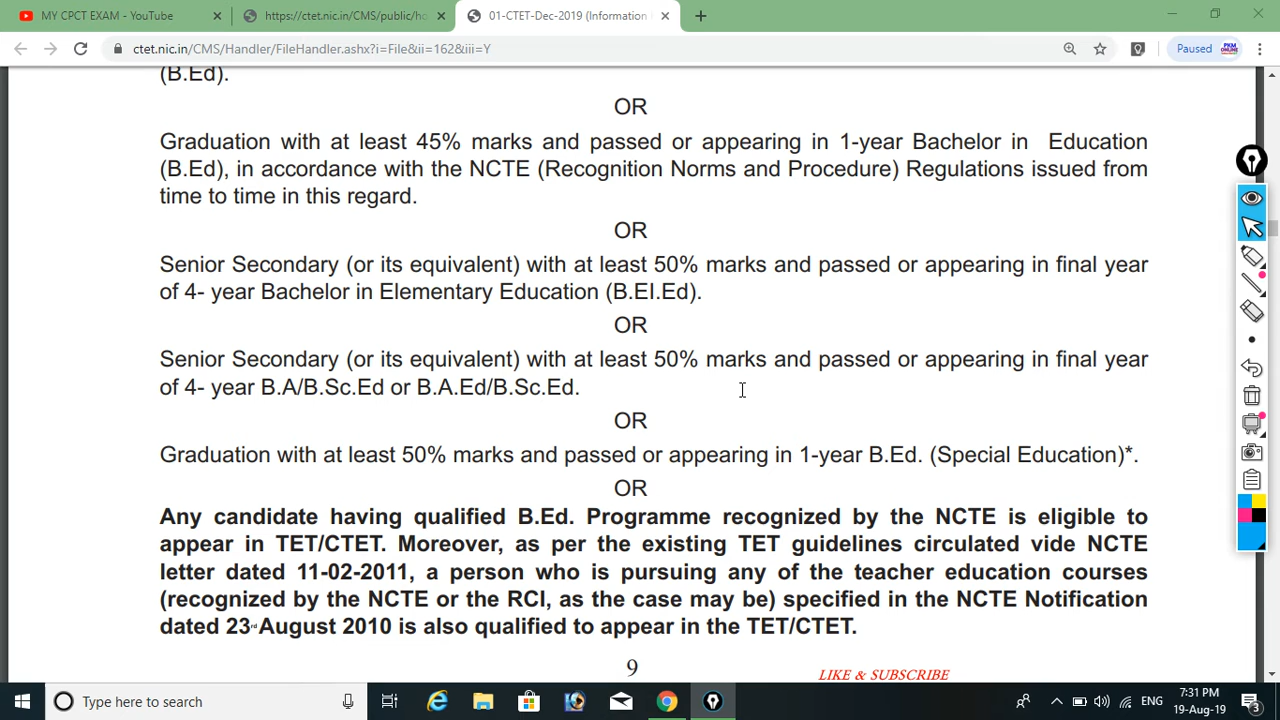 MY CPCT EXAM - YouTube
https://ctet.nic.in/CMS/public/ho
01-CTET-Dec-2019 (Information
ctet.nic.in/CMS/Handler/FileHandler.ashx?i=File&ii=162&iii=Y
Paused
(B.Ed).
OR
Graduation with at least 45% marks and passed or appearing in 1-year Bachelor in Education
(B.Ed), in accordance with the NCTE (Recognition Norms and Procedure) Regulations issued from
time to time in this regard.
OR
Senior Secondary (or its equivalent) with at least 50% marks and passed or appearing in final year
of 4- year Bachelor in Elementary Education (B.EI.Ed).
OR
Senior Secondary (or its equivalent) with at least 50% marks and passed or appearing in final year
of 4- year B.A/B.Sc.Ed or B.A.Ed/B.Sc.Ed.
OR
Graduation with at least 50% marks and passed or appearing in 1-year B.Ed. (Special Education)*.
OR
Any candidate having qualified B.Ed. Programme recognized by the NCTE is eligible to
appear in TET/CTET. Moreover, as per the existing TET guidelines circulated vide NCTE
letter dated 11-02-2011, a person who is pursuing any of the teacher education courses
(recognized by the NCTE or the RCI, as the case may be) specified in the NCTE Notification
dated 23rd August 2010 is also qualified to appear in the TET/CTET.
9
LIKE & SUBSCRIBE
Type here to search
ENG
7:31 PM
19-Aug-19
3